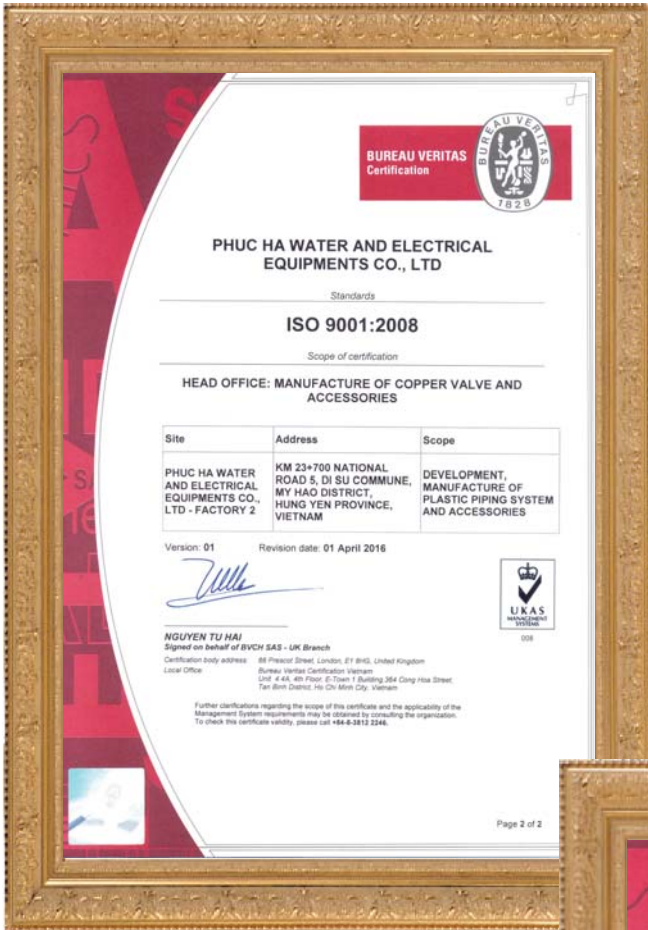 BUREAU VERITAS
Certification
BUREAU VERITAS
1828
PHUC HA WATER AND ELECTRICAL
EQUIPMENTS CO., LTD
Standards
ISO 9001:2008
Scope of certification
HEAD OFFICE: MANUFACTURE OF COPPER VALVE AND
ACCESSORIES
Site Address Scope
PHUC HA WATER
AND ELECTRICAL
EQUIPMENTS CO.,
LTD - FACTORY 2
KM 23+700 NATIONAL
ROAD 5, DI SU COMMUNE,
MY HAO DISTRICT,
HUNG YEN PROVINCE,
VIETNAM
DEVELOPMENT,
MANUFACTURE OF
PLASTIC PIPING SYSTEM
AND ACCESSORIES
Version: 01 Revision date: 01 April 2016
UKAS
MANAGEMENT
SYSTEMS
008
NGUYEN TU HAI
Signed on behalf of BVCH SAS - UK Branch
Certification body address 66 Prescot Street, London, E1 8HG, United Kingdom
Local Office Bureau Veritas Certification Vietnam
Unit 4.4A, 4th Floor, E-Town 1 Building 364 Cong Hoa Street,
Tan Binh District, Ho Chi Minh City, Vietnam
Further clarifications regarding the scope of this certificate and the applicability of the
Management System requirements may be obtained by consulting the organization.
To check this certificate validity, please call +84-8-3812 2246.
Page 2 of 2